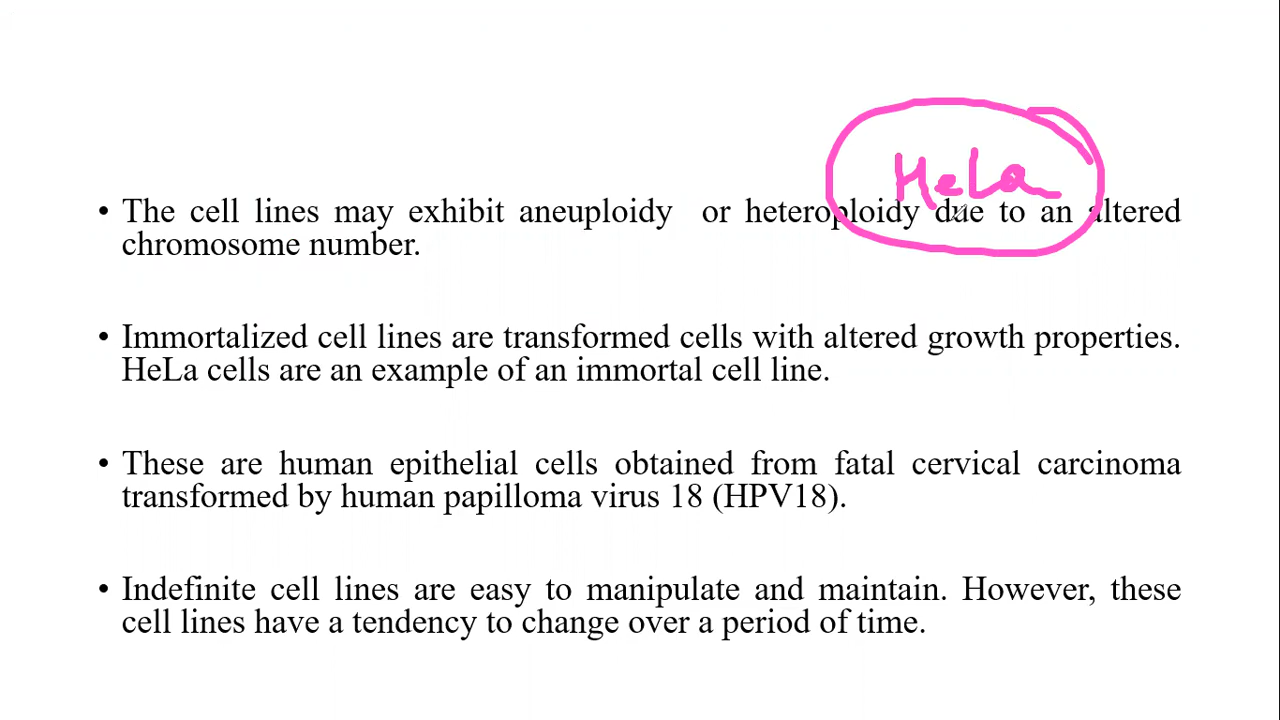 HeLa
• The cell lines may exhibit aneuploidy or heteroploidy due to an altered
chromosome number.
• Immortalized cell lines are transformed cells with altered growth properties.
HeLa cells are an example of an immortal cell line.
• These are human epithelial cells obtained from fatal cervical carcinoma
transformed by human papilloma virus 18 (HPV18).
• Indefinite cell lines are easy to manipulate and maintain. However, these
cell lines have a tendency to change over a period of time.